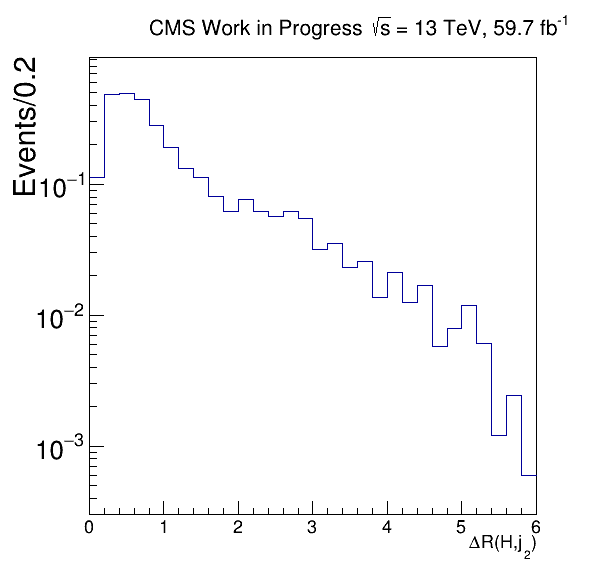 CMS Work in Progress √s = 13 TeV, 59.7 fb⁻¹
Events/0.2
10⁻¹
10⁻²
10⁻³
0 1 2 3 4 5 6
ΔR(H,j₂)